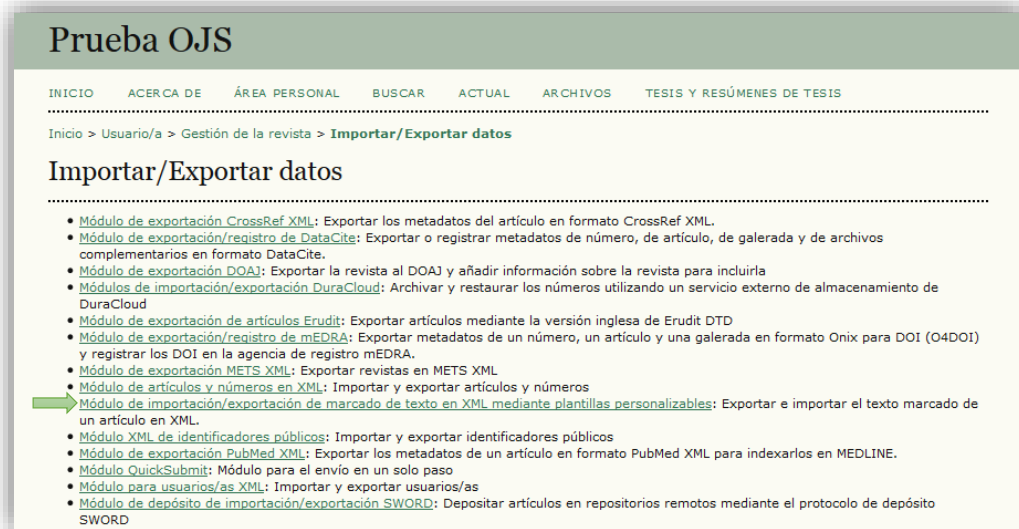 Prueba OJS
INICIO ACERCA DE ÁREA PERSONAL BUSCAR ACTUAL ARCHIVOS TESIS Y RESÚMENES DE TESIS
Inicio > Usuario/a > Gestión de la revista > Importar/Exportar datos
Importar/Exportar datos
• Módulo de exportación CrossRef XML: Exportar los metadatos del artículo en formato CrossRef XML.
• Módulo de exportación/registro de DataCite: Exportar o registrar metadatos de número, de artículo, de galerada y de archivos
complementarios en formato DataCite.
• Módulo de exportación DOAJ: Exportar la revista al DOAJ y añadir información sobre la revista para incluirla
• Módulos de importación/exportación DuraCloud: Archivar y restaurar los números utilizando un servicio externo de almacenamiento de
DuraCloud
• Módulo de exportación de artículos Erudit: Exportar artículos mediante la versión inglesa de Erudit DTD
• Módulo de exportación/registro de mEDRA: Exportar metadatos de un número, un artículo y una galerada en formato Onix para DOI (O4DOI)
y registrar los DOI en la agencia de registro mEDRA.
• Módulo de exportación METS XML: Exportar revistas en METS XML
• Módulo de artículos y números en XML: Importar y exportar artículos y números
Módulo de importación/exportación de marcado de texto en XML mediante plantillas personalizables: Exportar e importar el texto marcado de
un artículo en XML.
• Módulo XML de identificadores públicos: Importar y exportar identificadores públicos
• Módulo de exportación PubMed XML: Exportar los metadatos de un artículo en formato PubMed XML para indexarlos en MEDLINE.
• Módulo QuickSubmit: Módulo para el envío en un solo paso
• Módulo para usuarios/as XML: Importar y exportar usuarios/as
• Módulo de depósito de importación/exportación SWORD: Depositar artículos en repositorios remotos mediante el protocolo de depósito
SWORD